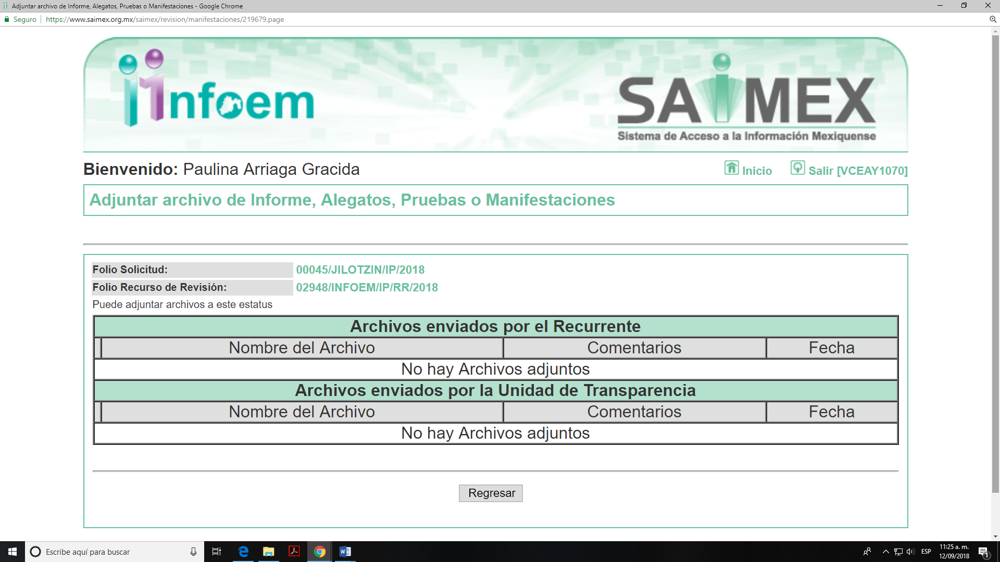 Adjuntar archivo de Informe, Alegatos, Pruebas o Manifestaciones - Google Chrome
Seguro | https://www.saimex.org.mx/saimex/revision/manifestaciones/219679.page
infoem
SAIMEX
Sistema de Acceso a la Información Mexiquense
Bienvenido: Paulina Arriaga Gracida
Inicio
Salir [VCEAY1070]
Adjuntar archivo de Informe, Alegatos, Pruebas o Manifestaciones
Folio Solicitud: 00045/JILOTZIN/IP/2018
Folio Recurso de Revisión: 02948/INFOEM/IP/RR/2018
Puede adjuntar archivos a este estatus
Archivos enviados por el Recurrente
Nombre del Archivo Comentarios Fecha
No hay Archivos adjuntos
Archivos enviados por la Unidad de Transparencia
Nombre del Archivo Comentarios Fecha
No hay Archivos adjuntos
Regresar
Escribe aquí para buscar
ESP
11:25 a. m.
12/09/2018
1